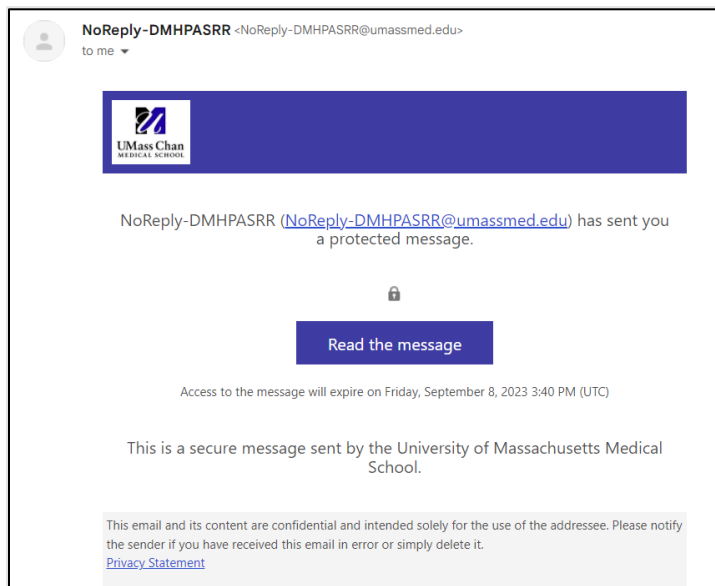 NoReply-DMHPASRR <NoReply-DMHPASRR@umassmed.edu>
to me
UMass Chan
MEDICAL SCHOOL
NoReply-DMHPASRR (NoReply-DMHPASRR@umassmed.edu) has sent you
a protected message.
Read the message
Access to the message will expire on Friday, September 8, 2023 3:40 PM (UTC)
This is a secure message sent by the University of Massachusetts Medical
School.
This email and its content are confidential and intended solely for the use of the addressee. Please notify
the sender if you have received this email in error or simply delete it.
Privacy Statement